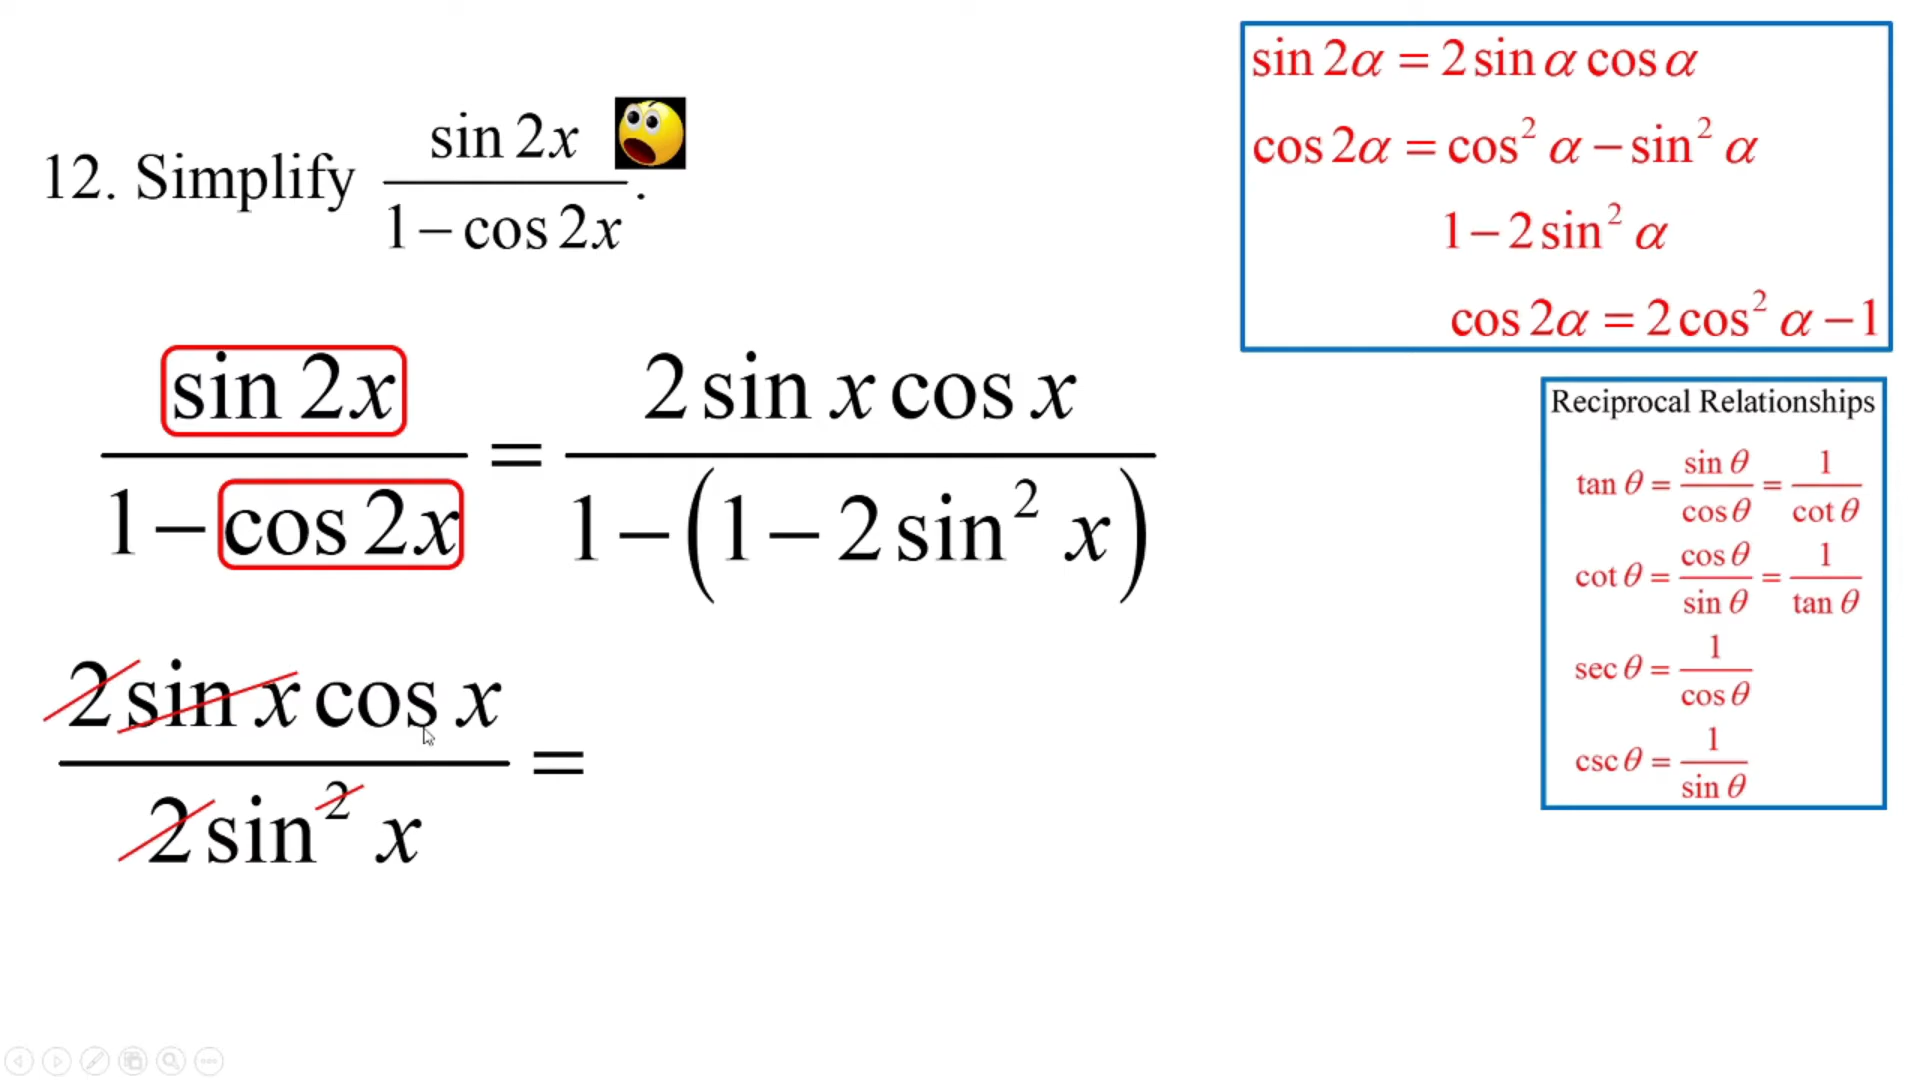 12. Simplify sin 2x / 1 − cos 2x .
sin 2x / 1 − cos 2x = 2 sin x cos x / 1 − (1 − 2 sin² x)
2 sin x cos x / 2 sin² x =
sin 2α = 2 sin α cos α
cos 2α = cos² α − sin² α
1 − 2 sin² α
cos 2α = 2 cos² α − 1
Reciprocal Relationships
tan θ = sin θ / cos θ = 1 / cot θ
cot θ = cos θ / sin θ = 1 / tan θ
sec θ = 1 / cos θ
csc θ = 1 / sin θ